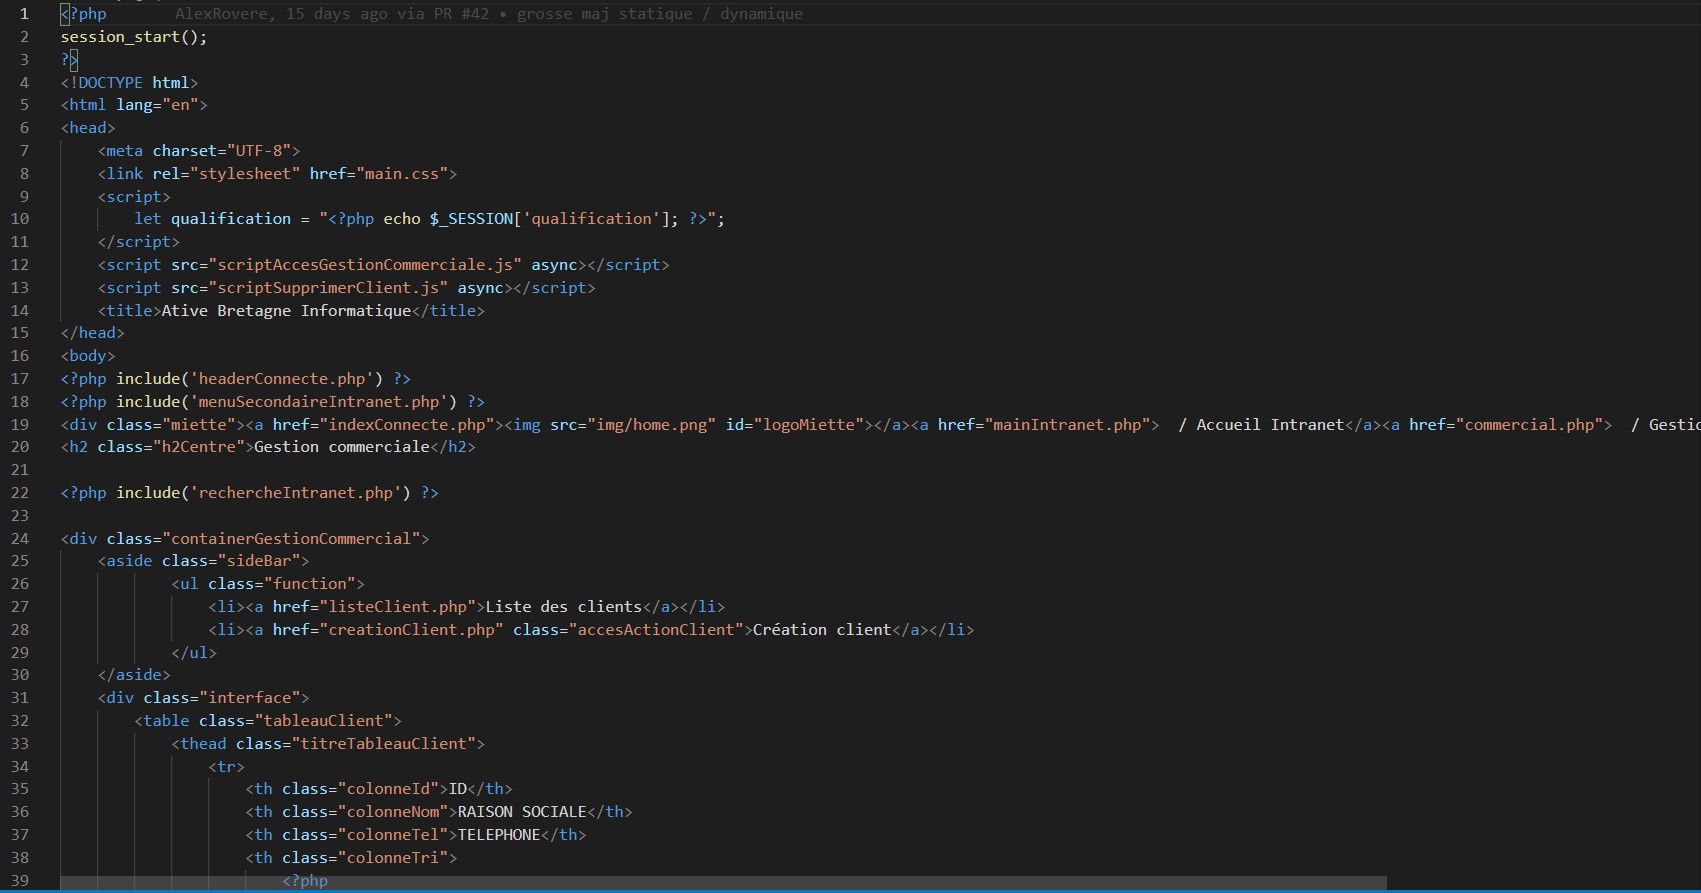 1 <?php AlexRovere, 15 days ago via PR #42 • grosse maj statique / dynamique
2 session_start();
3 ?>
4 <!DOCTYPE html>
5 <html lang="en">
6 <head>
7 <meta charset="UTF-8">
8 <link rel="stylesheet" href="main.css">
9 <script>
10 let qualification = "<?php echo $_SESSION['qualification']; ?>";
11 </script>
12 <script src="scriptAccesGestionCommerciale.js" async></script>
13 <script src="scriptSupprimerClient.js" async></script>
14 <title>Ative Bretagne Informatique</title>
15 </head>
16 <body>
17 <?php include('headerConnecte.php') ?>
18 <?php include('menuSecondaireIntranet.php') ?>
19 <div class="miette"><a href="indexConnecte.php"><img src="img/home.png" id="logoMiette"></a><a href="mainIntranet.php"> / Accueil Intranet</a><a href="commercial.php"> / Gestic
20 <h2 class="h2Centre">Gestion commerciale</h2>
21
22 <?php include('rechercheIntranet.php') ?>
23
24 <div class="containerGestionCommercial">
25 <aside class="sideBar">
26 <ul class="function">
27 <li><a href="listeClient.php">Liste des clients</a></li>
28 <li><a href="creationClient.php" class="accesActionClient">Création client</a></li>
29 </ul>
30 </aside>
31 <div class="interface">
32 <table class="tableauClient">
33 <thead class="titreTableauClient">
34 <tr>
35 <th class="colonneId">ID</th>
36 <th class="colonneNom">RAISON SOCIALE</th>
37 <th class="colonneTel">TELEPHONE</th>
38 <th class="colonneTri">
39 <?php